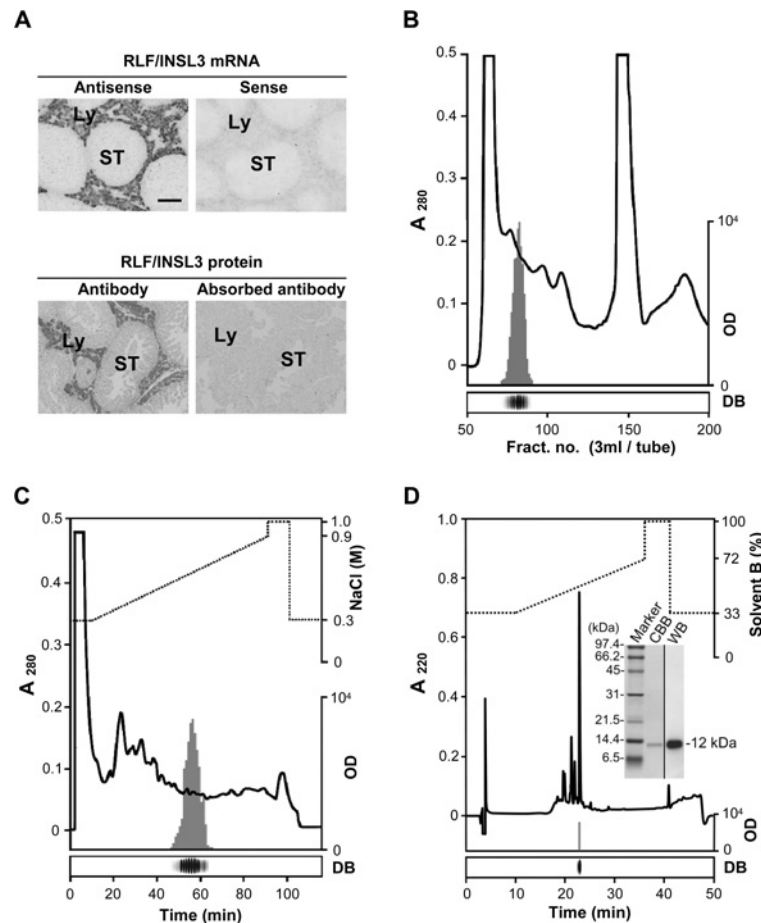 A
RLF/INSL3 mRNA
Antisense Sense
Ly Ly
ST ST
RLF/INSL3 protein
Antibody Absorbed antibody
Ly Ly
ST ST
B
0.5
0.4
0.3
0.2
0.1
0
A 280
10⁴
OD
0
DB
50 100 150 200
Fract. no. (3ml / tube)
C
0.5
0.4
0.3
0.2
0.1
0
A 280
1.0
0.9
0.3
0
NaCl (M)
10⁴
OD
0
DB
0 20 40 60 80 100
Time (min)
D
1.0
0.8
0.6
0.4
0.2
0
A 220
100
72
33
0
Solvent B (%)
(kDa) Marker CBB WB
97.4-
66.2-
45-
31-
21.5-
14.4-
6.5-
-12 kDa
10⁴
OD
0
DB
0 10 20 30 40 50
Time (min)